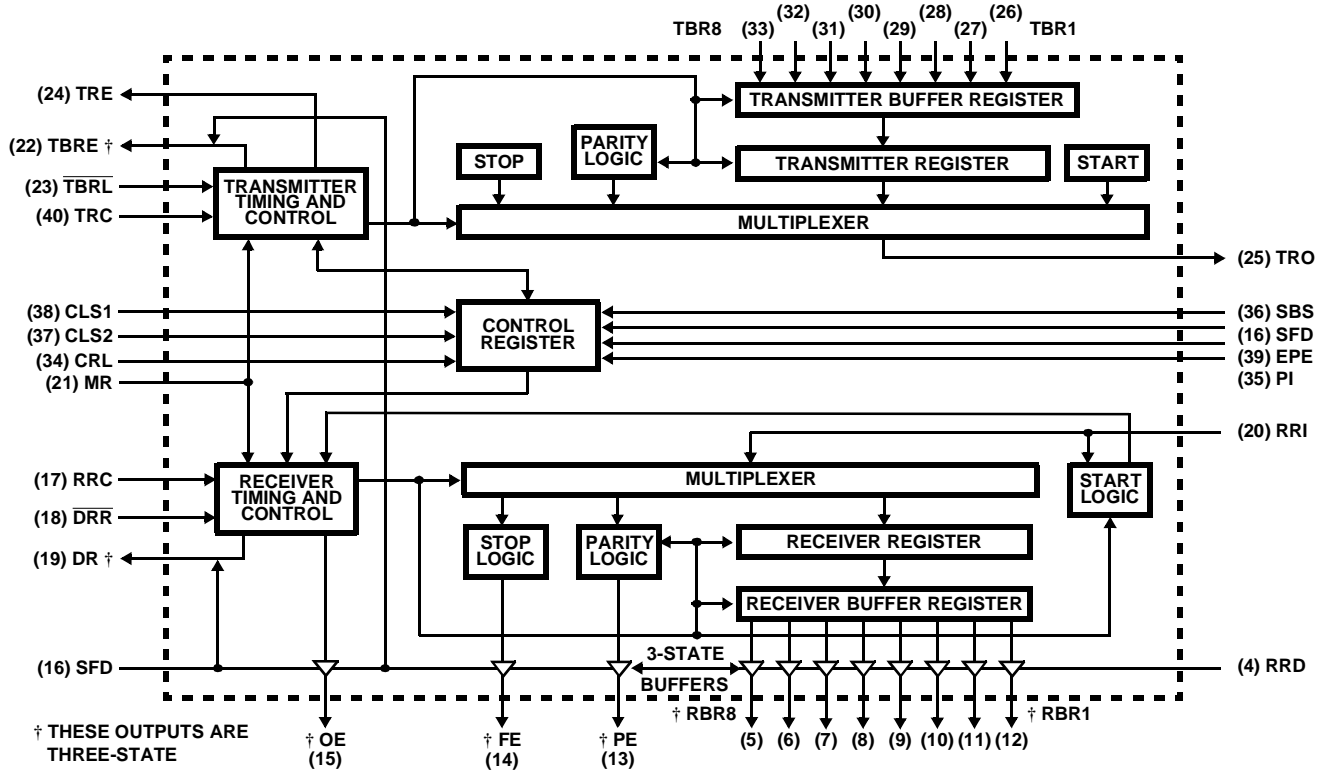 (32) (30) (28) (26)
TBR8 (33) (31) (29) (27) TBR1
(24) TRE
TRANSMITTER BUFFER REGISTER
(22) TBRE †
STOP
PARITY
LOGIC
TRANSMITTER REGISTER
START
(23) TBRL
(40) TRC
TRANSMITTER
TIMING AND
CONTROL
MULTIPLEXER
(25) TRO
(38) CLS1
(37) CLS2
(34) CRL
(21) MR
CONTROL
REGISTER
(36) SBS
(16) SFD
(39) EPE
(35) PI
(20) RRI
(17) RRC
(18) DRR
(19) DR †
RECEIVER
TIMING AND
CONTROL
MULTIPLEXER
START
LOGIC
STOP
LOGIC
PARITY
LOGIC
RECEIVER REGISTER
RECEIVER BUFFER REGISTER
(16) SFD
3-STATE
BUFFERS
(4) RRD
† THESE OUTPUTS ARE
THREE-STATE
† OE
(15)
† FE
(14)
† PE
(13)
† RBR8
† RBR1
(5) (6) (7) (8) (9) (10) (11) (12)